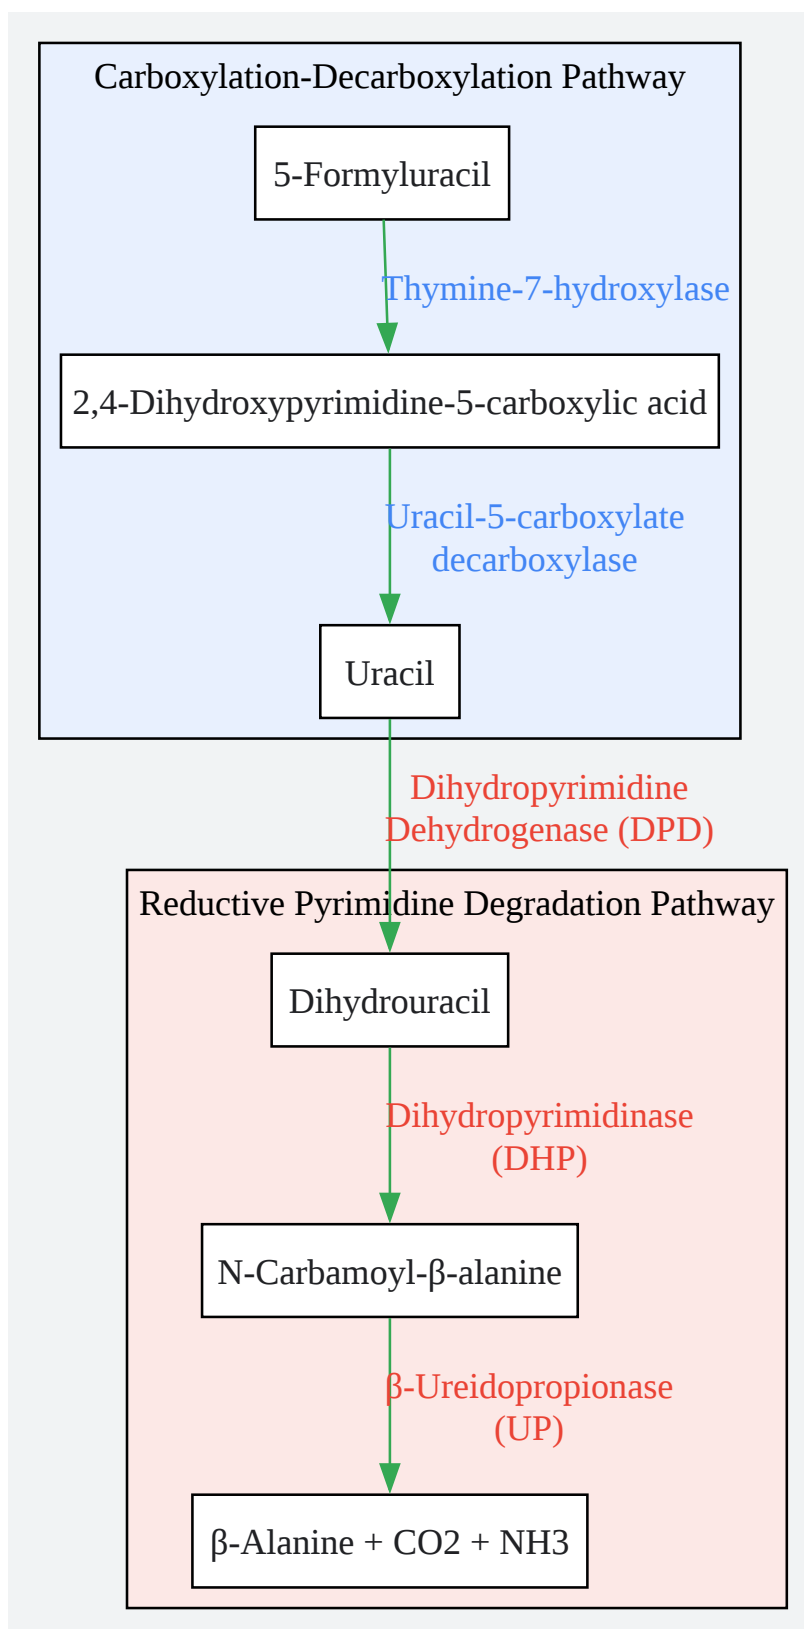 Carboxylation-Decarboxylation Pathway
5-Formyluracil
Thymine-7-hydroxylase
2,4-Dihydroxypyrimidine-5-carboxylic acid
Uracil-5-carboxylate
decarboxylase
Uracil
Dihydropyrimidine
Dehydrogenase (DPD)
Reductive Pyrimidine Degradation Pathway
Dihydrouracil
Dihydropyrimidinase
(DHP)
N-Carbamoyl-β-alanine
β-Ureidopropionase
(UP)
β-Alanine + CO2 + NH3